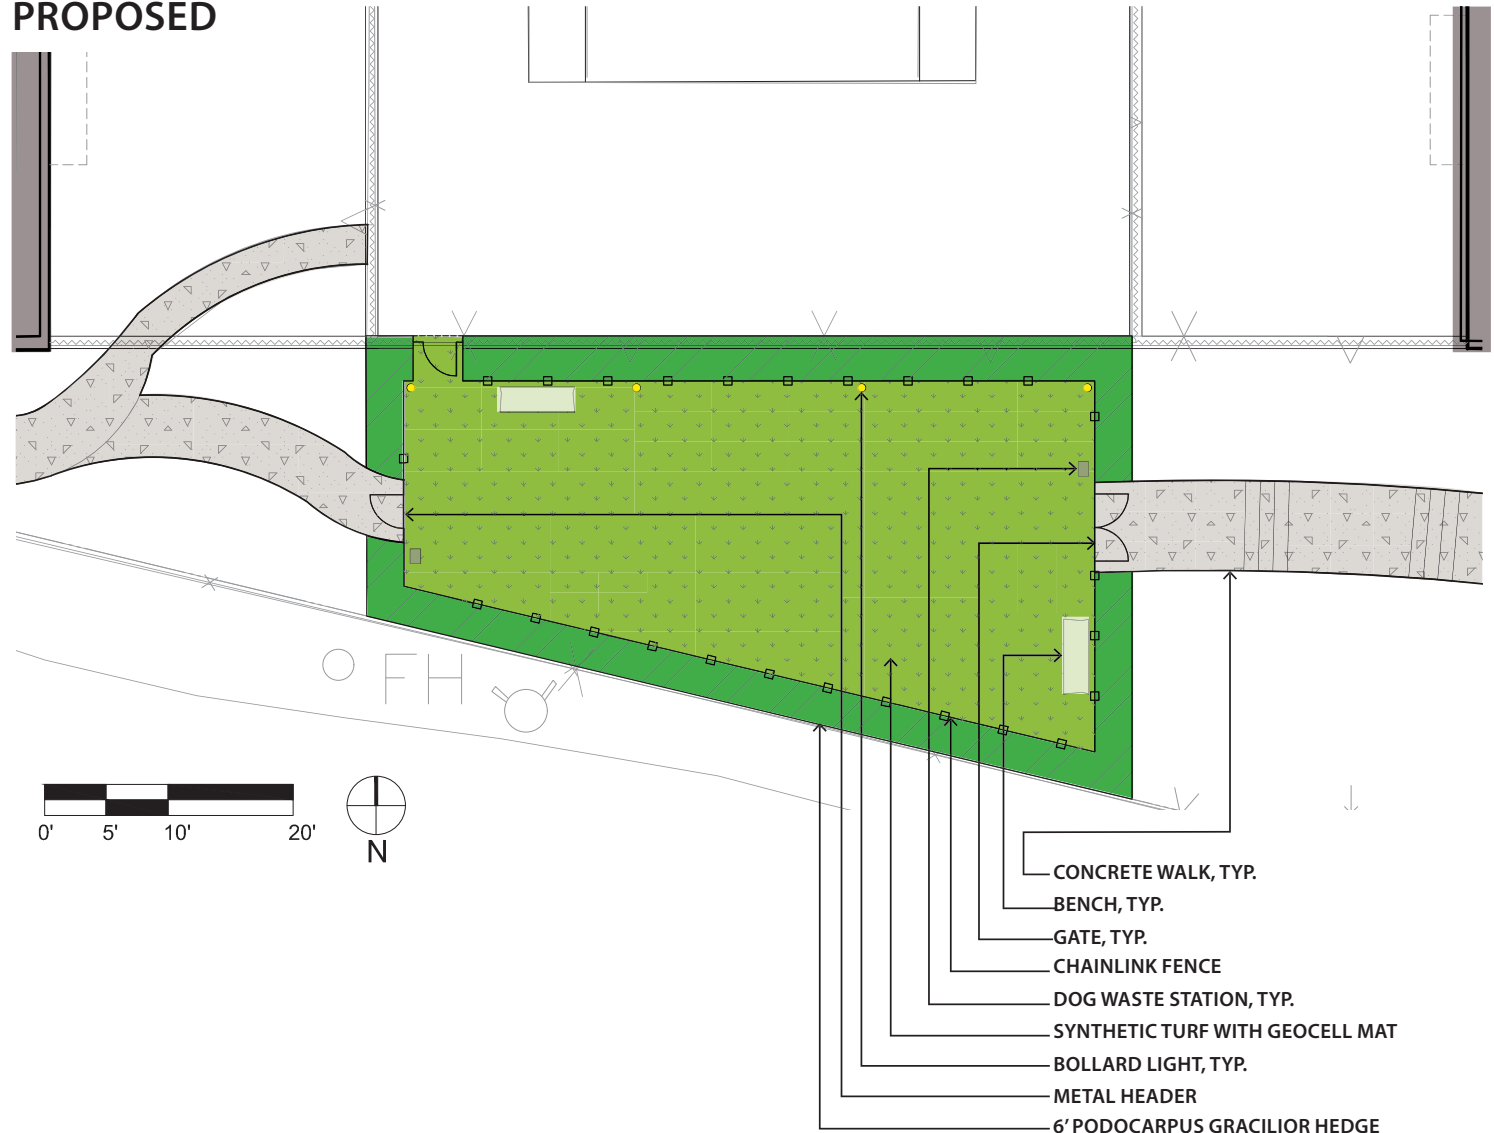 PROPOSED
FH
0' 5' 10' 20'
N
CONCRETE WALK, TYP.
BENCH, TYP.
GATE, TYP.
CHAINLINK FENCE
DOG WASTE STATION, TYP.
SYNTHETIC TURF WITH GEOCELL MAT
BOLLARD LIGHT, TYP.
METAL HEADER
6' PODOCARPUS GRACILIOR HEDGE